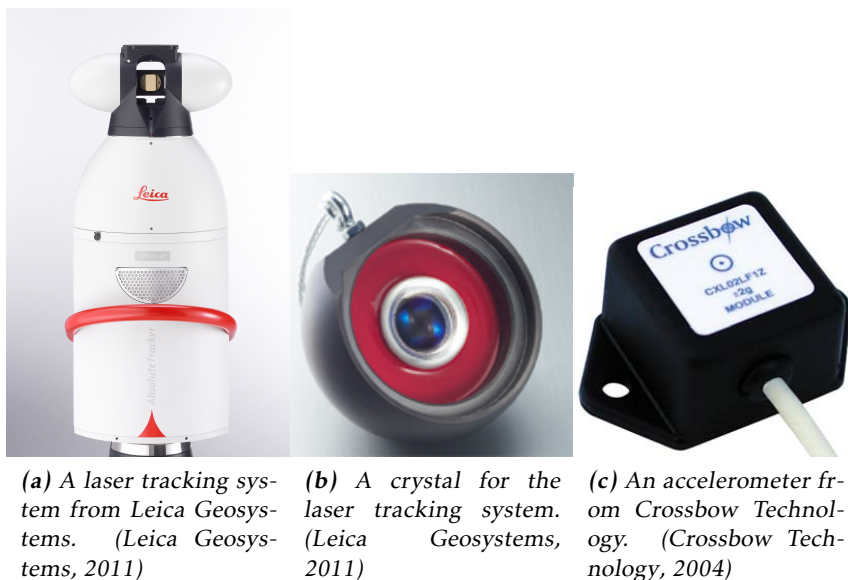 Leica
AbsoluteTracker
Crossbow
CXL02LF1Z
±2g
MODULE
(a) A laser tracking sys-
tem from Leica Geosys-
tems. (Leica Geosys-
tems, 2011)
(b) A crystal for the
laser tracking system.
(Leica Geosystems,
2011)
(c) An accelerometer fr-
om Crossbow Technol-
ogy. (Crossbow Tech-
nology, 2004)